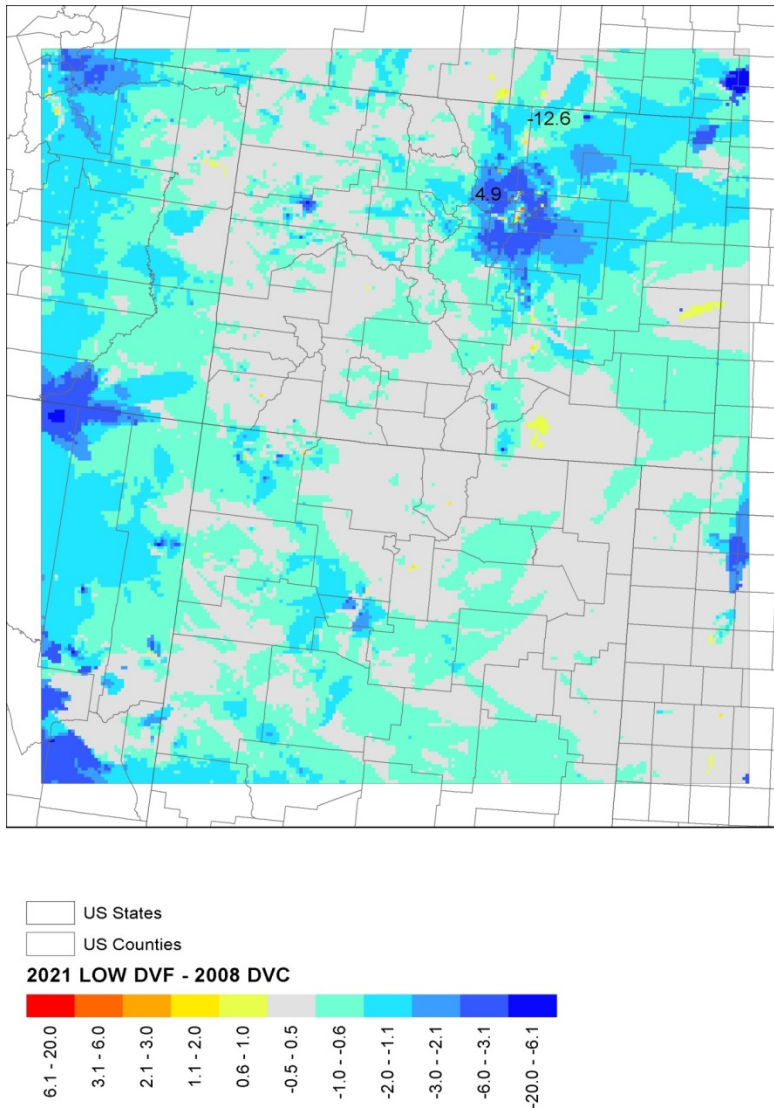 -12.6
4.9
US States
US Counties
2021 LOW DVF - 2008 DVC
6.1 - 20.0
3.1 - 6.0
2.1 - 3.0
1.1 - 2.0
0.6 - 1.0
-0.5 - 0.5
-1.0 - -0.6
-2.0 - -1.1
-3.0 - -2.1
-6.0 - -3.1
-20.0 - -6.1